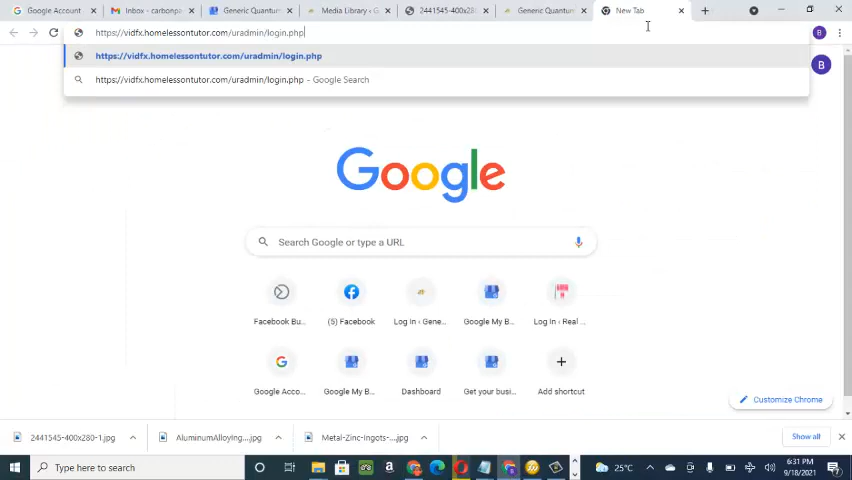 Google Account
Inbox - carbonpa
Generic Quantum
Media Library ‹ G
2441545-400x28
Generic Quantum
New Tab
https://vidfx.homelessontutor.com/uradmin/login.php
B
https://vidfx.homelessontutor.com/uradmin/login.php
https://vidfx.homelessontutor.com/uradmin/login.php - Google Search
B
Google
Search Google or type a URL
Facebook Bu...
(5) Facebook
Log In ‹ Gene...
Google My B...
Log In ‹ Real ...
Google Acco...
Google My B...
Dashboard
Get your busi...
Add shortcut
Customize Chrome
2441545-400x280-1.jpg
AluminumAlloying....jpg
Metal-Zinc-Ingots-....jpg
Show all
Type here to search
25°C
6:31 PM
9/18/2021